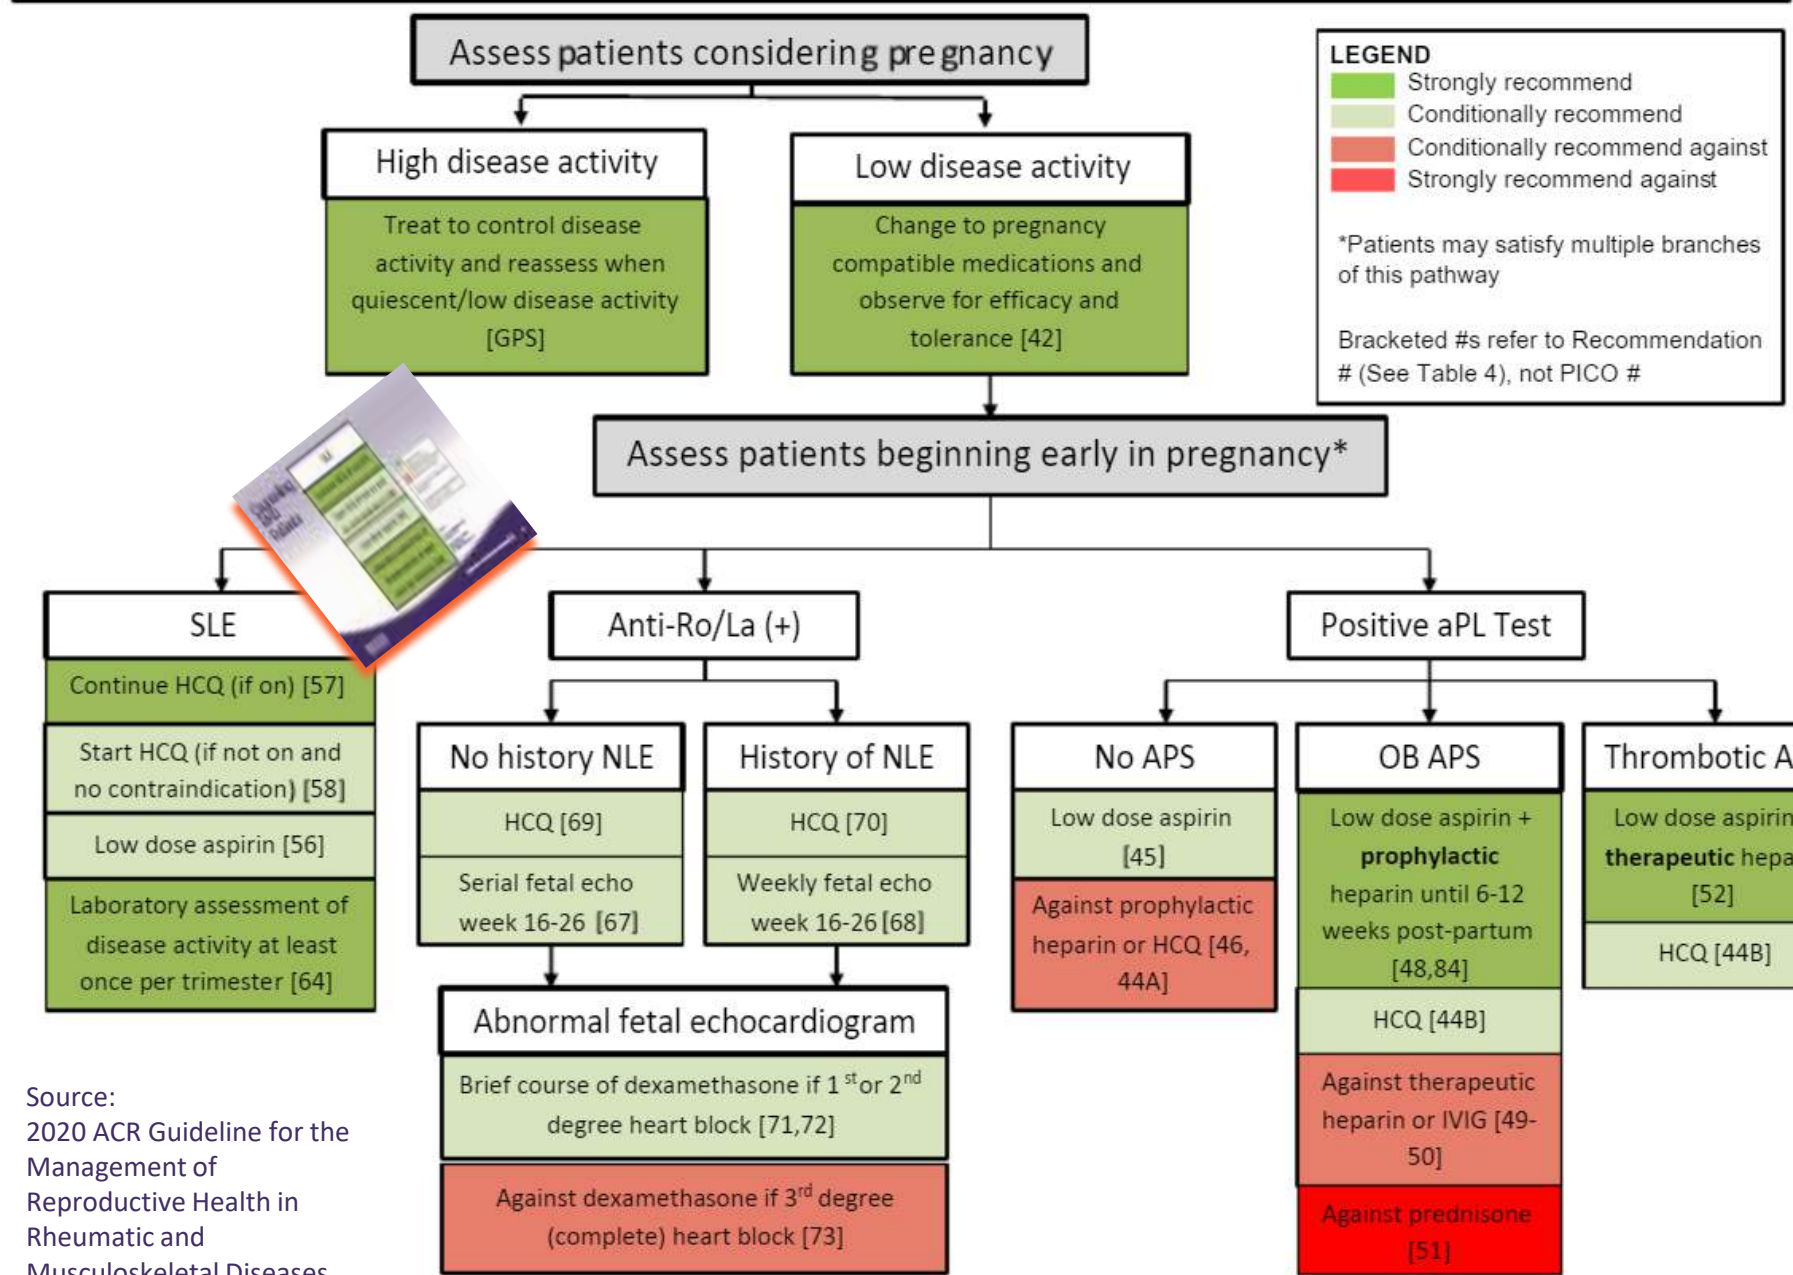 Assess patients considering pregnancy
LEGEND
Strongly recommend
Conditionally recommend
Conditionally recommend against
Strongly recommend against
*Patients may satisfy multiple branches
of this pathway
Bracketed #s refer to Recommendation
# (See Table 4), not PICO #
High disease activity
Treat to control disease
activity and reassess when
quiescent/low disease activity
[GPS]
Low disease activity
Change to pregnancy
compatible medications and
observe for efficacy and
tolerance [42]
Assess patients beginning early in pregnancy*
SLE
Continue HCQ (if on) [57]
Start HCQ (if not on and
no contraindication) [58]
Low dose aspirin [56]
Laboratory assessment of
disease activity at least
once per trimester [64]
Anti-Ro/La (+)
No history NLE
HCQ [69]
Serial fetal echo
week 16-26 [67]
History of NLE
HCQ [70]
Weekly fetal echo
week 16-26 [68]
Abnormal fetal echocardiogram
Brief course of dexamethasone if 1st or 2nd
degree heart block [71,72]
Against dexamethasone if 3rd degree
(complete) heart block [73]
Positive aPL Test
No APS
Low dose aspirin
[45]
Against prophylactic
heparin or HCQ [46,
44A]
OB APS
Low dose aspirin +
prophylactic
heparin until 6-12
weeks post-partum
[48,84]
HCQ [44B]
Against therapeutic
heparin or IVIG [49-
50]
Against prednisone
[51]
Thrombotic A
Low dose aspirin
therapeutic hepa
[52]
HCQ [44B]
Source:
2020 ACR Guideline for the
Management of
Reproductive Health in
Rheumatic and
Musculoskeletal Diseases